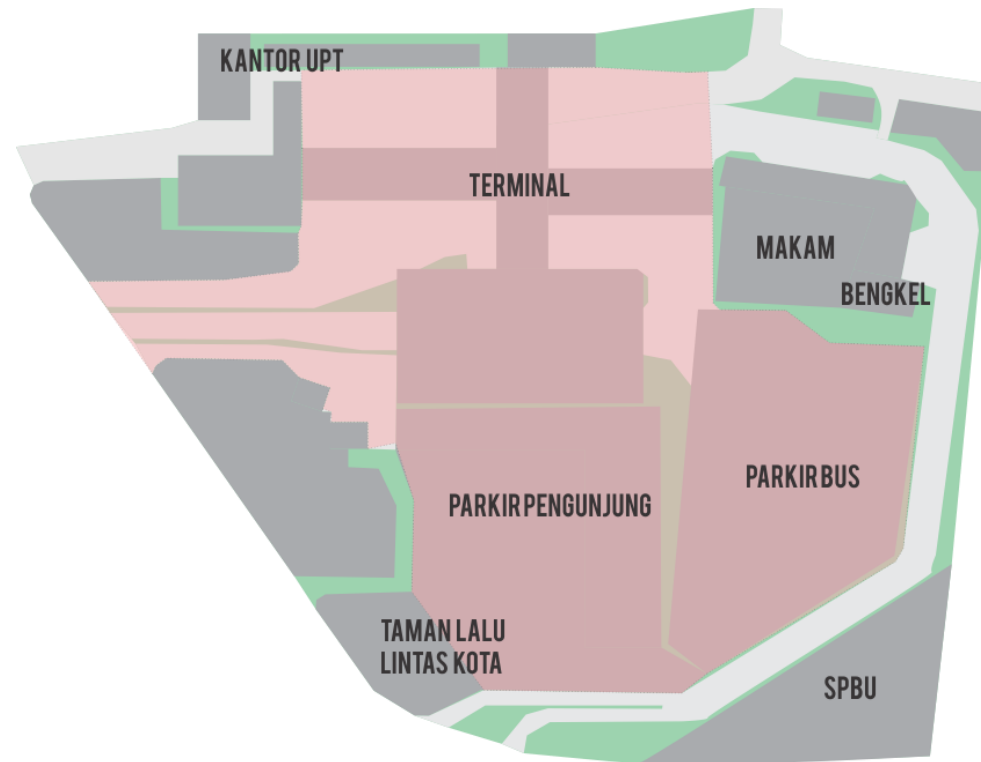 KANTOR UPT
TERMINAL
MAKAM
BENGKEL
PARKIR BUS
PARKIR PENGUNJUNG
TAMAN LALU
LINTAS KOTA
SPBU